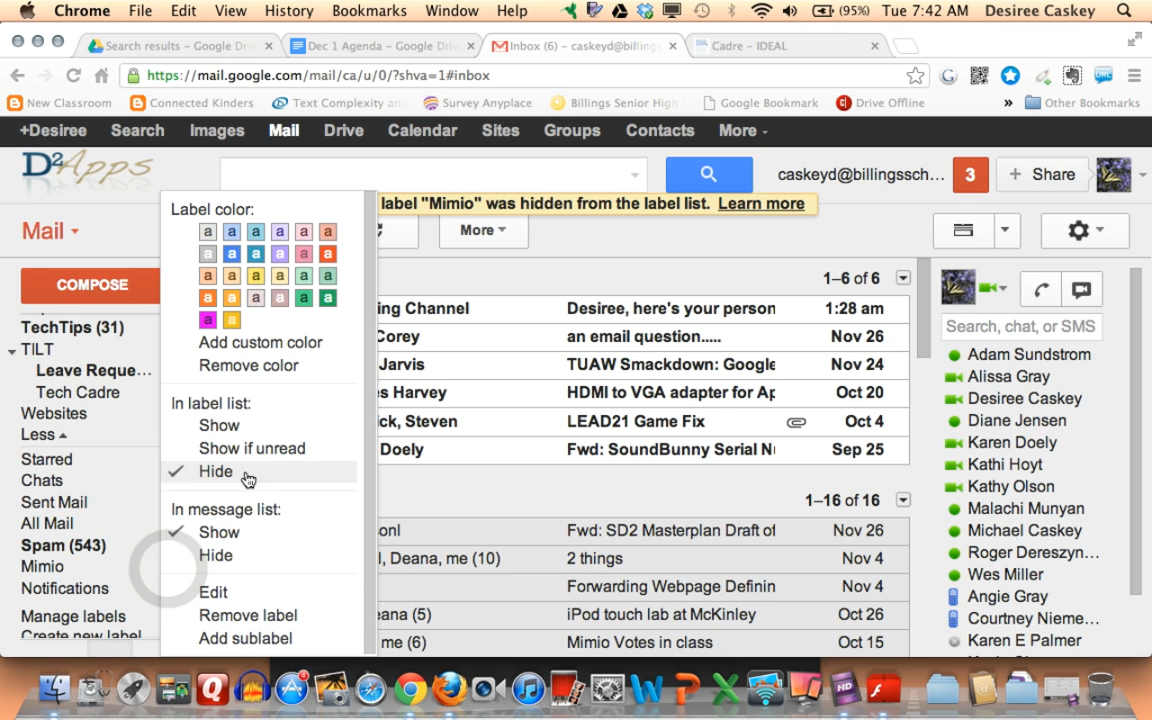 Chrome File Edit View History Bookmarks Window Help (95%) Tue 7:42 AM Desiree Caskey
Search results – Google Driv Dec 1 Agenda – Google Driv Inbox (6) – caskeyd@billings Cadre – IDEAL
https://mail.google.com/mail/ca/u/0/?shva=1#inbox
New Classroom Connected Kinders Text Complexity an Survey Anyplace Billings Senior High Google Bookmark Drive Offline » Other Bookmarks
+Desiree Search Images Mail Drive Calendar Sites Groups Contacts More
D2 Apps caskeyd@billingssch... 3 + Share
label "Mimio" was hidden from the label list. Learn more
Mail
More
COMPOSE
TechTips (31)
TILT
Leave Reque...
Tech Cadre
Websites
Less
Starred
Chats
Sent Mail
All Mail
Spam (543)
Mimio
Notifications
Manage labels
Create new label
Label color:
a a a a a a
a a a a a a
a a a a a a
a a a a a a
a a
Add custom color
Remove color
In label list:
Show
Show if unread
Hide
In message list:
Show
Hide
Edit
Remove label
Add sublabel
1–6 of 6
ing Channel Desiree, here's your person 1:28 am
Corey an email question..... Nov 26
Jarvis TUAW Smackdown: Google Nov 24
s Harvey HDMI to VGA adapter for Ap Oct 20
ck, Steven LEAD21 Game Fix Oct 4
Doely Fwd: SoundBunny Serial Nu Sep 25
1–16 of 16
onl Fwd: SD2 Masterplan Draft of Nov 26
l, Deana, me (10) 2 things Nov 4
Forwarding Webpage Definin Nov 4
eana (5) iPod touch lab at McKinley Oct 26
me (6) Mimio Votes in class Oct 15
Search, chat, or SMS
Adam Sundstrom
Alissa Gray
Desiree Caskey
Diane Jensen
Karen Doely
Kathi Hoyt
Kathy Olson
Malachi Munyan
Michael Caskey
Roger Dereszyn...
Wes Miller
Angie Gray
Courtney Nieme...
Karen E Palmer